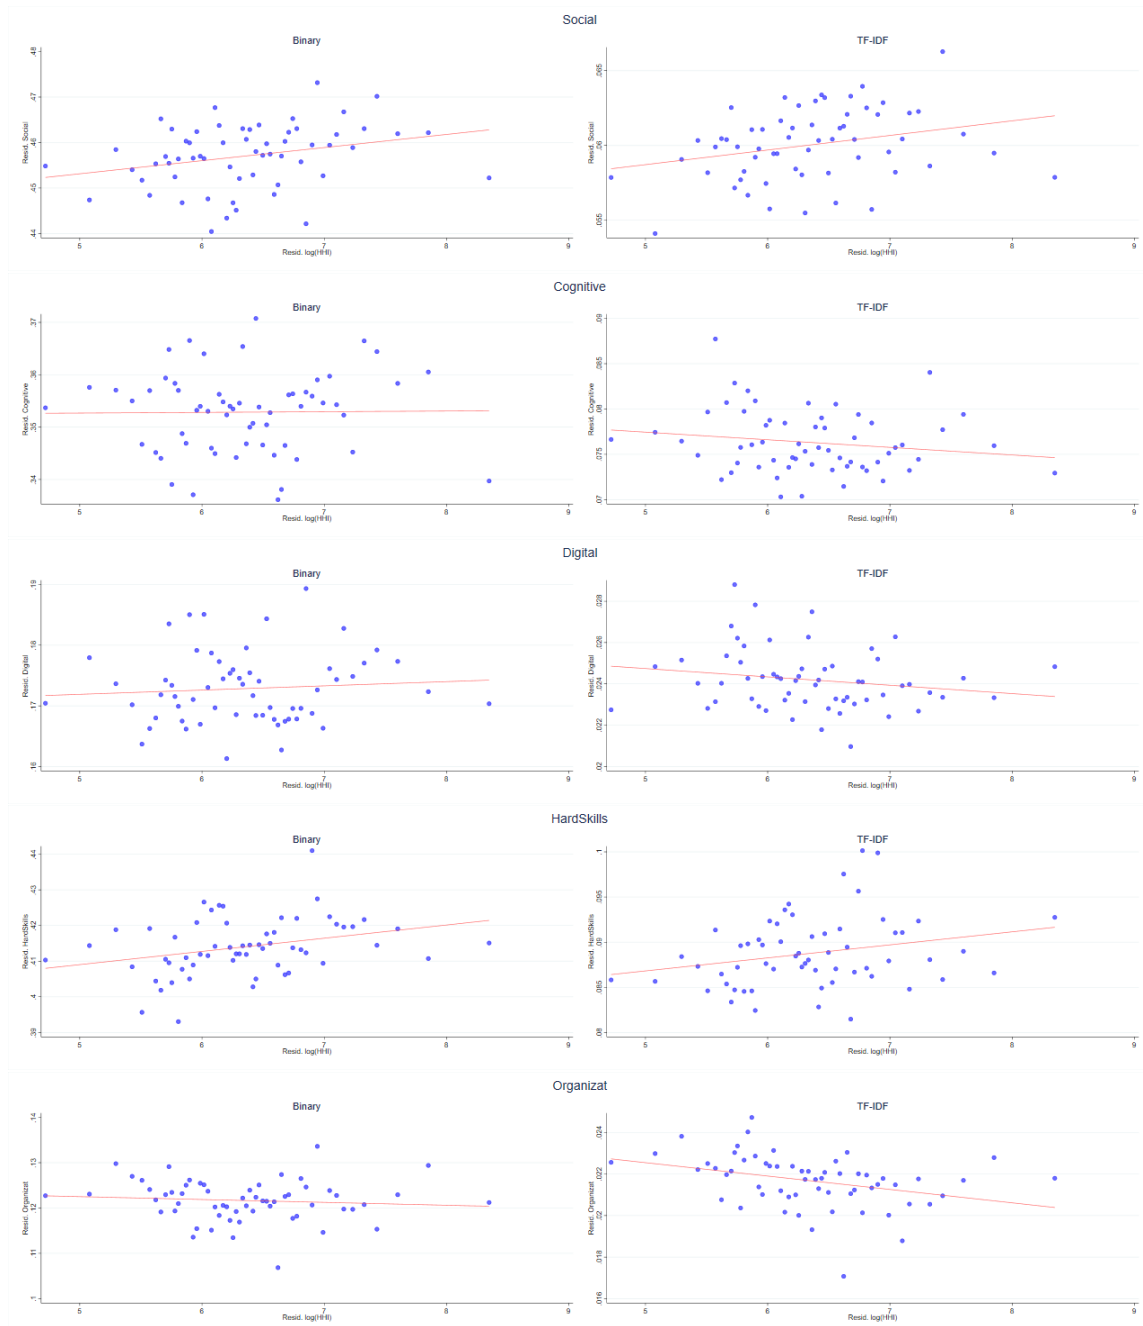 Social
Binary
TF-IDF
Resid. Social
.44
.45
.46
.47
.48
5
6
7
8
9
Resid. log(HHI)
Resid. Social
.055
.06
.065
5
6
7
8
9
Resid. log(HHI)
Cognitive
Binary
TF-IDF
Resid. Cognitive
.34
.35
.36
.37
5
6
7
8
9
Resid. log(HHI)
Resid. Cognitive
.07
.075
.08
.085
.09
5
6
7
8
9
Resid. log(HHI)
Digital
Binary
TF-IDF
Resid. Digital
.16
.17
.18
.19
5
6
7
8
9
Resid. log(HHI)
Resid. Digital
.02
.022
.024
.026
.028
5
6
7
8
9
Resid. log(HHI)
HardSkills
Binary
TF-IDF
Resid. HardSkills
.39
.4
.41
.42
.43
.44
5
6
7
8
9
Resid. log(HHI)
Resid. HardSkills
.08
.085
.09
.095
.1
5
6
7
8
9
Resid. log(HHI)
Organizat
Binary
TF-IDF
Resid. Organizat
.1
.11
.12
.13
.14
5
6
7
8
9
Resid. log(HHI)
Resid. Organizat
.016
.018
.02
.022
.024
5
6
7
8
9
Resid. log(HHI)